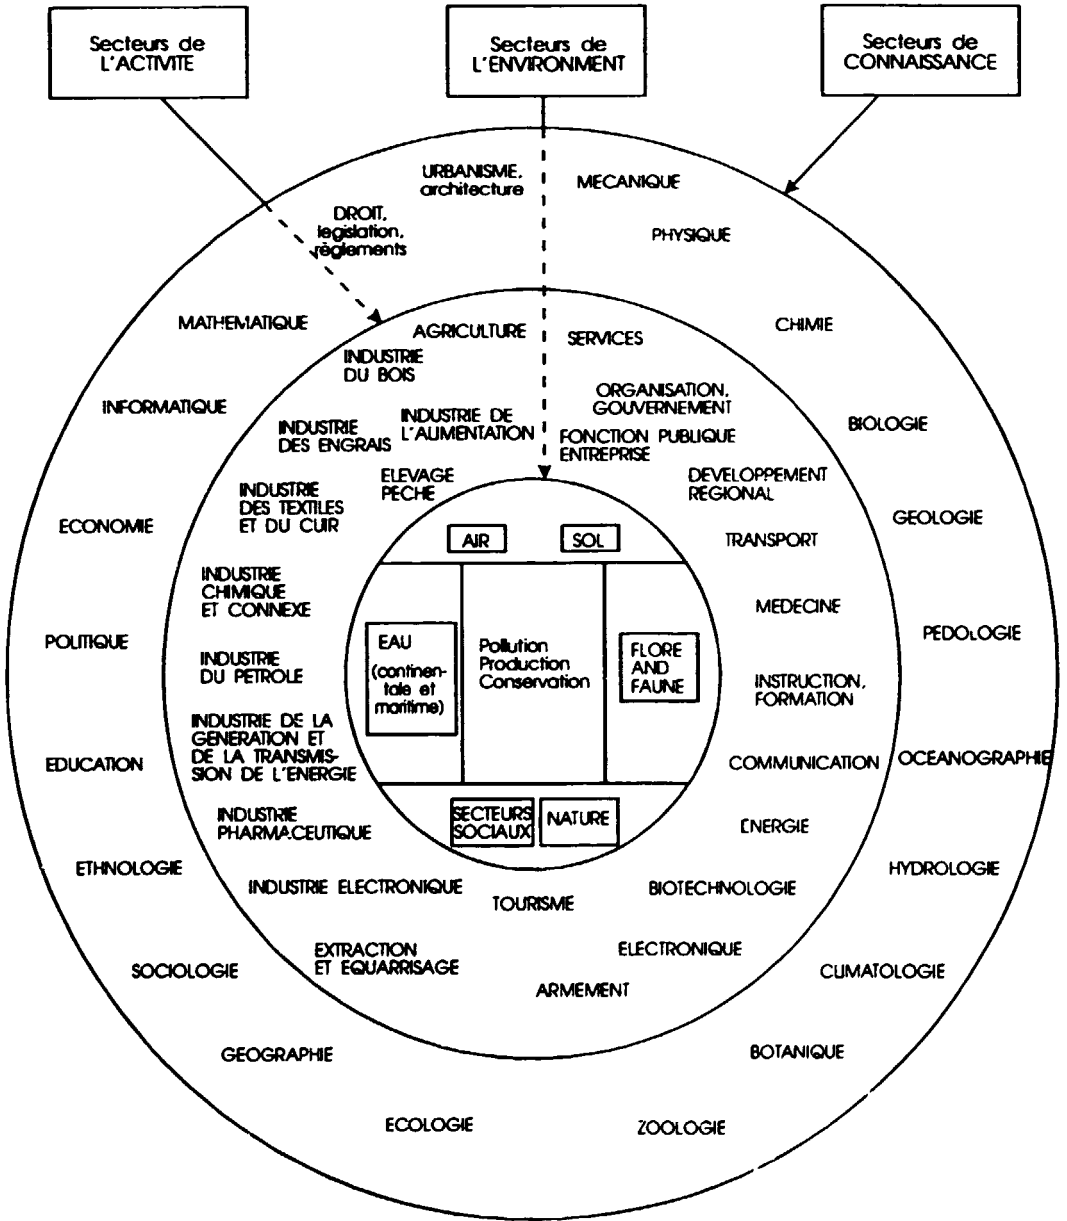 Secteurs de
L'ACTIVITE
Secteurs de
L'ENVIRONMENT
Secteurs de
CONNAISSANCE
URBANISME,
architecture
MECANIQUE
DROIT,
legislation,
règlements
PHYSIQUE
MATHEMATIQUE
CHIMIE
INFORMATIQUE
BIOLOGIE
ECONOMIE
GEOLOGIE
POLITIQUE
PEDOLOGIE
EDUCATION
OCEANOGRAPHIE
ETHNOLOGIE
HYDROLOGIE
SOCIOLOGIE
CLIMATOLOGIE
GEOGRAPHIE
BOTANIQUE
ECOLOGIE
ZOOLOGIE
AGRICULTURE
SERVICES
INDUSTRIE
DU BOIS
ORGANISATION,
GOUVERNEMENT
INDUSTRIE DE
L'ALIMENTATION
INDUSTRIE
DES ENGRAIS
FONCTION PUBLIQUE
ENTREPRISE
ELEVAGE
PECHE
DEVELOPPEMENT
REGIONAL
INDUSTRIE
DES TEXTILES
ET DU CUIR
TRANSPORT
INDUSTRIE
CHIMIQUE
ET CONNEXE
MEDECINE
INDUSTRIE
DU PETROLE
INSTRUCTION,
FORMATION
INDUSTRIE DE LA
GENERATION ET
DE LA TRANSMIS-
SION DE L'ENERGIE
COMMUNICATION
INDUSTRIE
PHARMACEUTIQUE
ENERGIE
INDUSTRIE ELECTRONIQUE
BIOTECHNOLOGIE
TOURISME
EXTRACTION
ET EQUARRISAGE
ELECTRONIQUE
ARMEMENT
AIR
SOL
EAU
(continen-
tale et
maritime)
Pollution
Production
Conservation
FLORE
AND
FAUNE
SECTEURS
SOCIAUX
NATURE